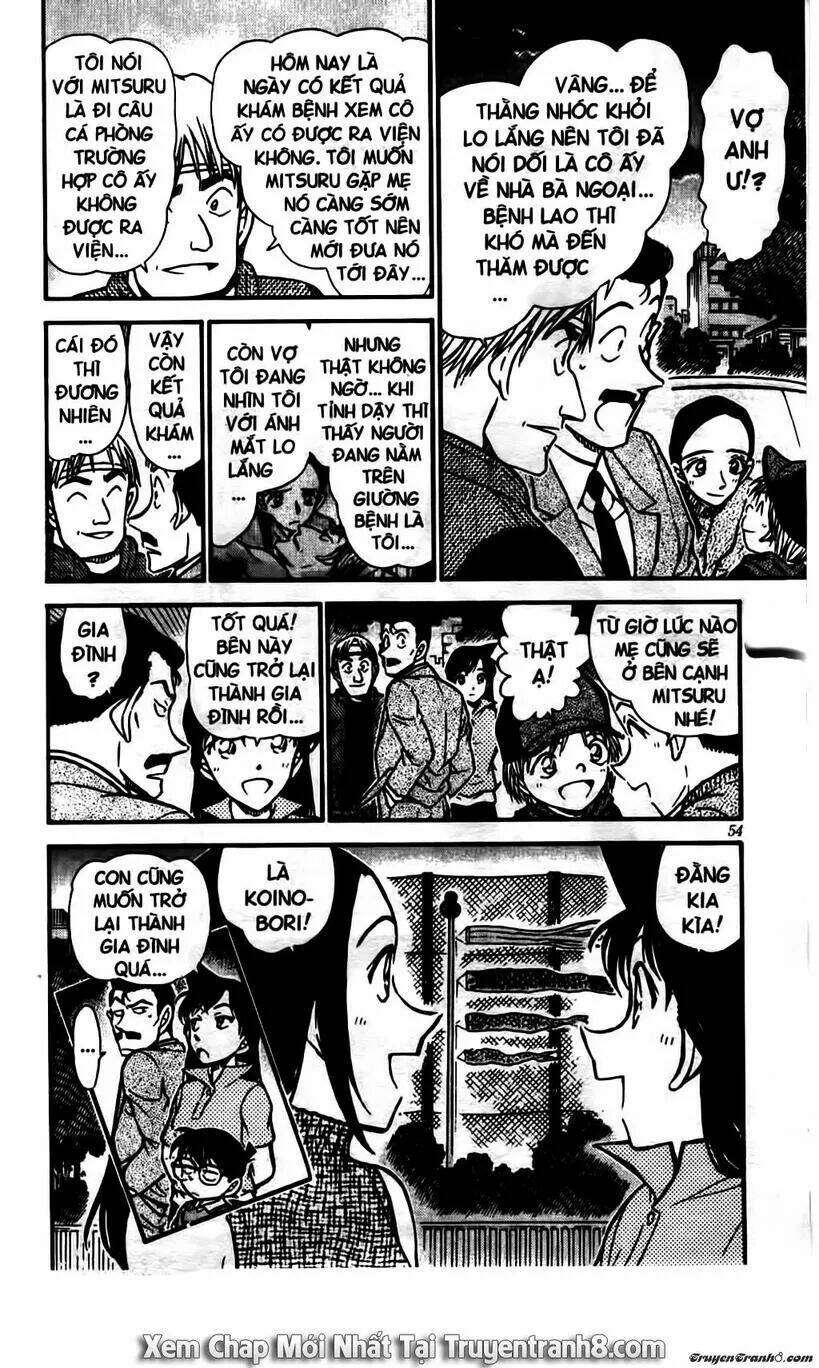 VỢ
ANH
Ư!?
VÂNG... ĐỂ
THẰNG NHÓC KHỎI
LO LẮNG NÊN TÔI ĐÃ
NÓI DỐI LÀ CÔ ẤY
VỀ NHÀ BÀ NGOẠI...
BỆNH LAO THÌ
KHÓ MÀ ĐẾN
THĂM ĐƯỢC
...
HÔM NAY LÀ
NGÀY CÓ KẾT QUẢ
KHÁM BỆNH XEM CÔ
ẤY CÓ ĐƯỢC RA VIỆN
KHÔNG. TÔI MUỐN
MITSURU GẶP MẸ
NÓ CÀNG SỚM
CÀNG TỐT NÊN
MỚI ĐƯA NÓ
TỚI ĐÂY...
TÔI NÓI
VỚI MITSURU
LÀ ĐI CÂU
CÁ PHÒNG
TRƯỜNG
HỢP CÔ ẤY
KHÔNG
ĐƯỢC RA
VIỆN...
NHƯNG
THẬT KHÔNG
NGỜ... KHI
TỈNH DẬY THÌ
THẤY NGƯỜI
ĐANG NẰM
TRÊN
GIƯỜNG
BỆNH LÀ
TÔI...
CÒN VỢ
TÔI ĐANG
NHÌN TÔI
VỚI ÁNH
MẮT LO
LẮNG
...
VẬY
CÒN
KẾT
QUẢ
KHÁM
...
CÁI ĐÓ
THÌ
ĐƯƠNG
NHIÊN
...
TỪ GIỜ LÚC NÀO
MẸ CŨNG SẼ
Ở BÊN CẠNH
MITSURU
NHÉ!
THẬT
Ạ!
TỐT QUÁ!
BÊN NÀY
CŨNG TRỞ LẠI
THÀNH GIA
ĐÌNH RỒI...
GIA
ĐÌNH
?
54
ĐẰNG
KIA
KÌA!
LÀ
KOINO-
BORI!
CON CŨNG
MUỐN TRỞ
LẠI THÀNH
GIA ĐÌNH
QUÁ...
...
Xem Chap Mới Nhất Tại Truyentranh8.com
TruyenTranh8.com